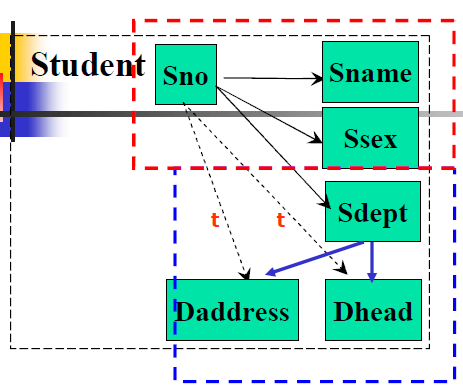 Student
Sno
Sname
Ssex
Sdept
t
t
Daddress
Dhead